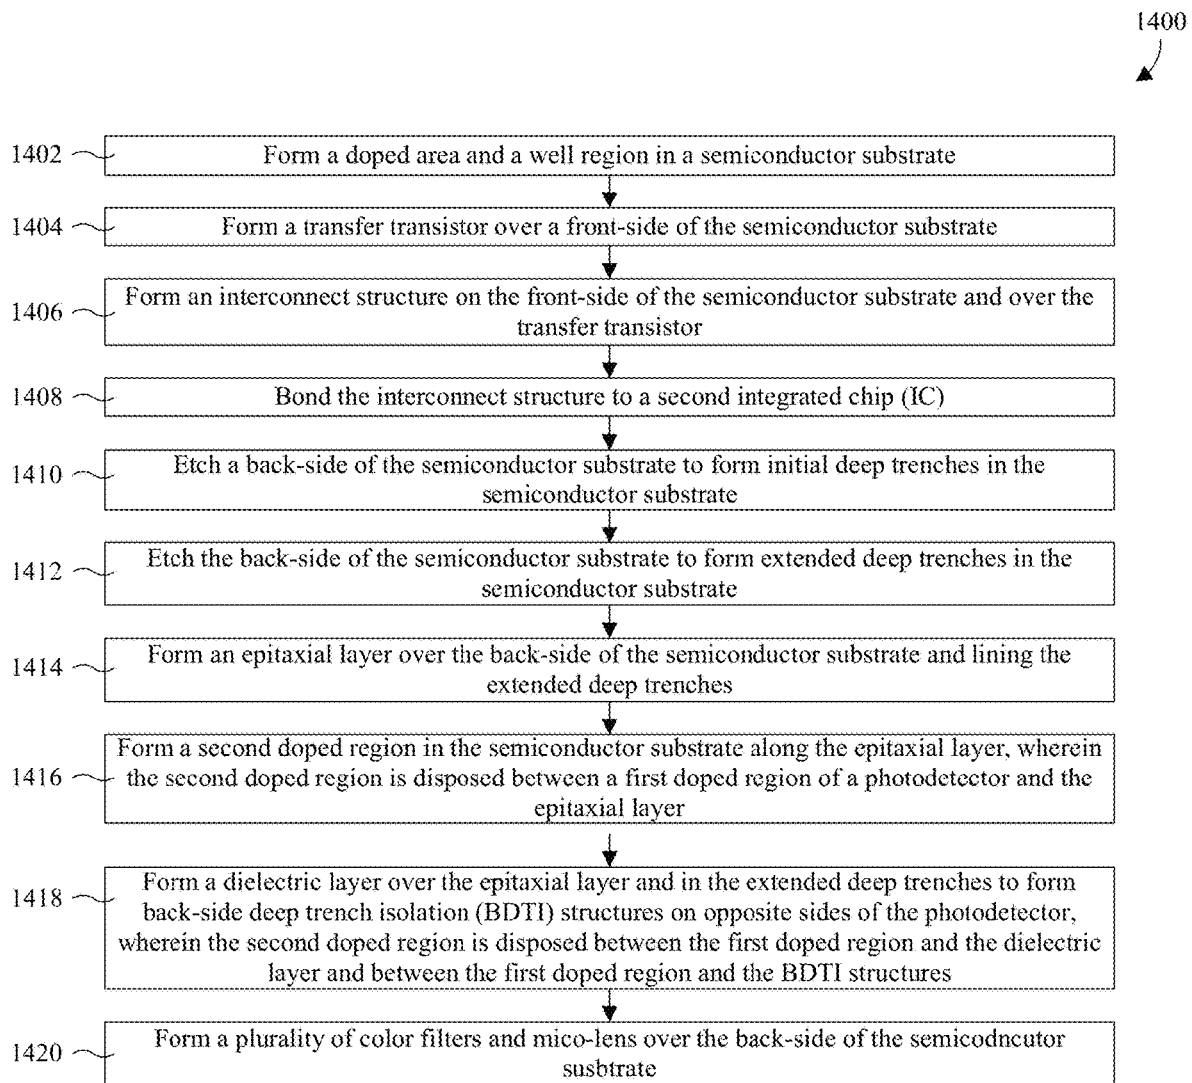 1400
1402
Form a doped area and a well region in a semiconductor substrate
1404
Form a transfer transistor over a front-side of the semiconductor substrate
1406
Form an interconnect structure on the front-side of the semiconductor substrate and over the
transfer transistor
1408
Bond the interconnect structure to a second integrated chip (IC)
1410
Etch a back-side of the semiconductor substrate to form initial deep trenches in the
semiconductor substrate
1412
Etch the back-side of the semiconductor substrate to form extended deep trenches in the
semiconductor substrate
1414
Form an epitaxial layer over the back-side of the semiconductor substrate and lining the
extended deep trenches
1416
Form a second doped region in the semiconductor substrate along the epitaxial layer, wherein
the second doped region is disposed between a first doped region of a photodetector and the
epitaxial layer
1418
Form a dielectric layer over the epitaxial layer and in the extended deep trenches to form
back-side deep trench isolation (BDTI) structures on opposite sides of the photodetector,
wherein the second doped region is disposed between the first doped region and the dielectric
layer and between the first doped region and the BDTI structures
1420
Form a plurality of color filters and mico-lens over the back-side of the semicodncutor
susbtrate